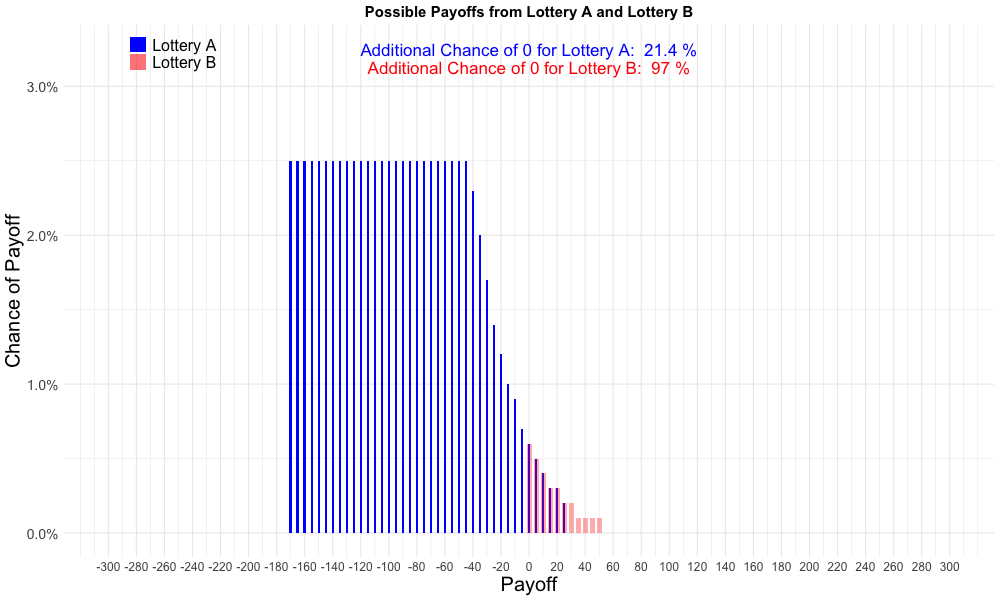 Possible Payoffs from Lottery A and Lottery B
Lottery A
Lottery B
Additional Chance of 0 for Lottery A: 21.4 %
Additional Chance of 0 for Lottery B: 97 %
Chance of Payoff
3.0%
2.0%
1.0%
0.0%
-300 -280 -260 -240 -220 -200 -180 -160 -140 -120 -100 -80 -60 -40 -20 0 20 40 60 80 100 120 140 160 180 200 220 240 260 280 300
Payoff